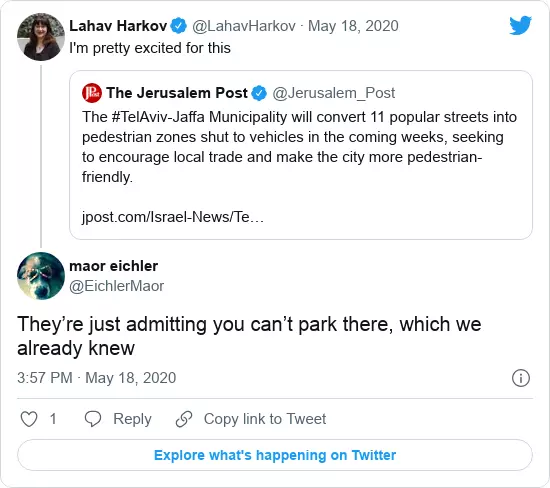 Lahav Harkov @LahavHarkov · May 18, 2020
I'm pretty excited for this
JPost The Jerusalem Post @Jerusalem_Post
The #TelAviv-Jaffa Municipality will convert 11 popular streets into
pedestrian zones shut to vehicles in the coming weeks, seeking
to encourage local trade and make the city more pedestrian-
friendly.
jpost.com/Israel-News/Te…
maor eichler
@EichlerMaor
They’re just admitting you can’t park there, which we
already knew
3:57 PM · May 18, 2020
1 Reply Copy link to Tweet
Explore what's happening on Twitter